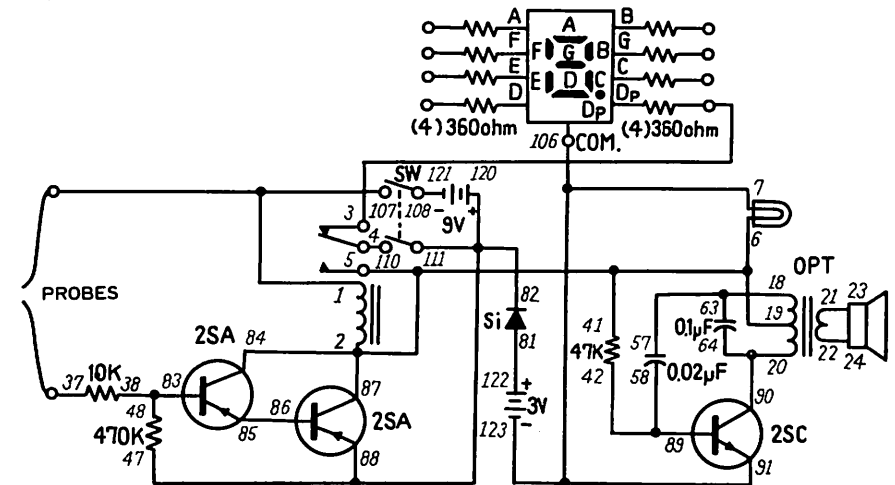 A A B
F F G B G
E E D C C
D Dp Dp
(4)360ohm 106 COM. (4)360ohm
SW 121 120 7
3 107 108 - + 9V
4 6
5 110 111 OPT
PROBES 1 82 18 21 23
2SA 84 Si 63 19
2 81 41 0.1μF
10K 87 47K 57 64 20 22 24
37 38 83 122 + 42 58 0.02μF
48 86 2SA 3V 90
470K 85 123 - 89 2SC
47 88 91